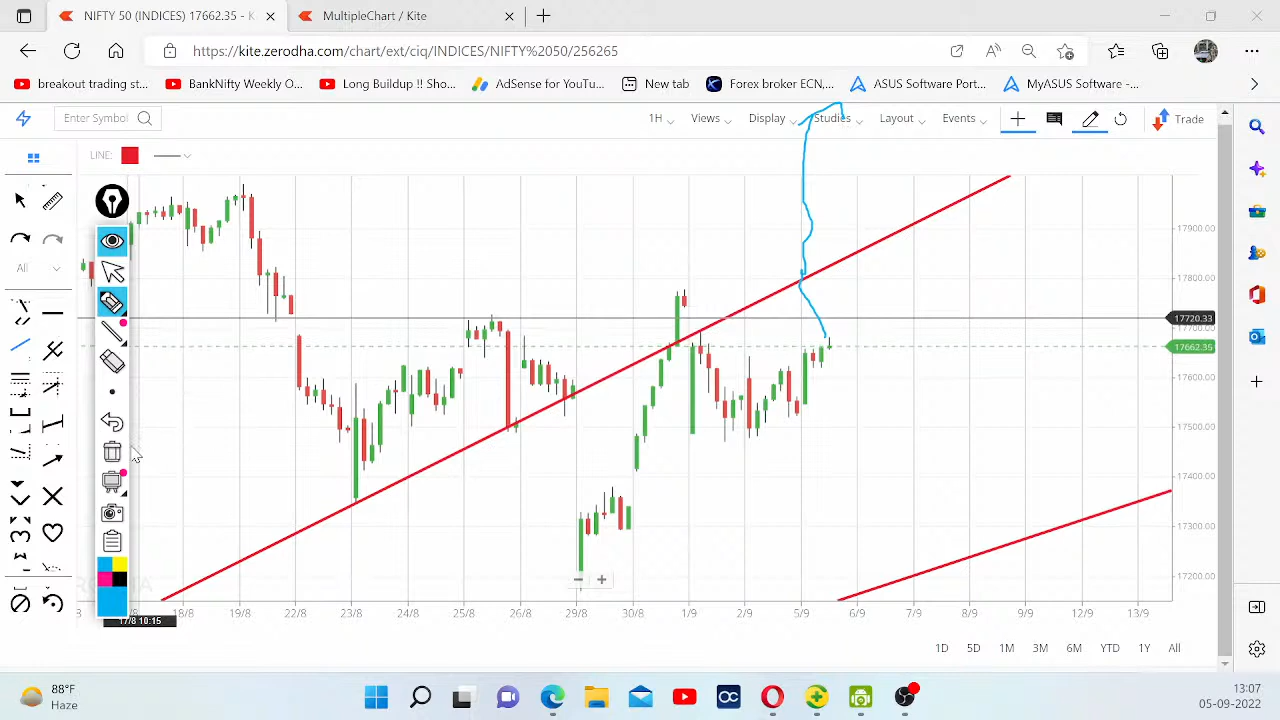 NIFTY 50 (INDICES) 17662.35 - K
MultipleChart / Kite
https://kite.zerodha.com/chart/ext/ciq/INDICES/NIFTY%2050/256265
breakout trading st...
BankNifty Weekly O...
Long Buildup !! Sho...
AdSense for YouTu...
New tab
Forex broker ECN,...
ASUS Software Port...
MyASUS Software -...
Enter Symbol
1H
Views
Display
Studies
Layout
Events
Trade
LINE:
All
17900.00
17800.00
17720.33
17700.00
17662.35
17600.00
17500.00
17400.00
17300.00
17200.00
18/8
19/8
22/8
23/8
24/8
25/8
26/8
29/8
30/8
1/9
2/9
5/9
6/9
7/9
8/9
9/9
12/9
13/9
17/8 10:15
1D
5D
1M
3M
6M
YTD
1Y
All
88°F
Haze
13:07
05-09-2022